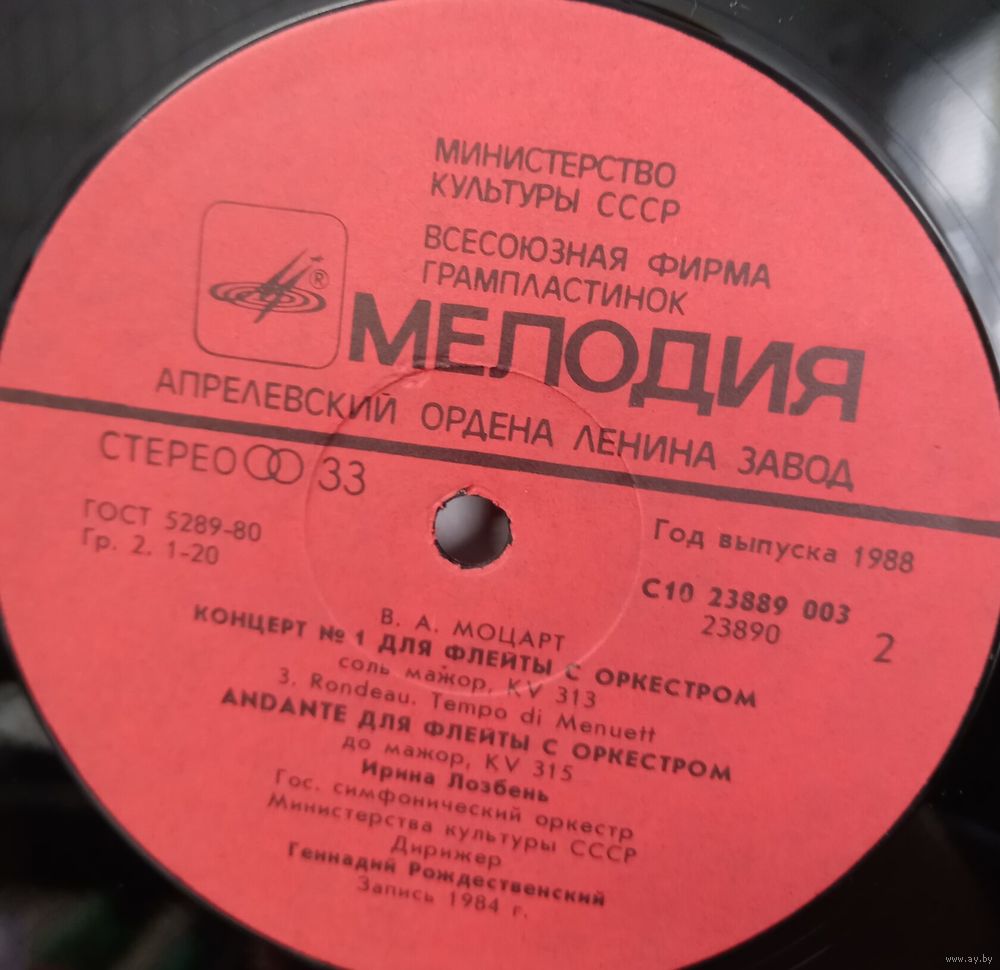 МИНИСТЕРСТВО
КУЛЬТУРЫ СССР
ВСЕСОЮЗНАЯ ФИРМА
ГРАМПЛАСТИНОК
®
МЕЛОДИЯ
АПРЕЛЕВСКИЙ ОРДЕНА ЛЕНИНА ЗАВОД
СТЕРЕО 33
ГОСТ 5289-80
Гр. 2. 1-20
Год выпуска 1988
С10 23889 003
23890
2
В. А. МОЦАРТ
КОНЦЕРТ № 1 ДЛЯ ФЛЕЙТЫ С ОРКЕСТРОМ
соль мажор, KV 313
3. Rondeau. Tempo di Menuett
ANDANTE ДЛЯ ФЛЕЙТЫ С ОРКЕСТРОМ
до мажор, KV 315
Ирина Лозбень
Гос. симфонический оркестр
Министерства культуры СССР
Дирижер
Геннадий Рождественский
Запись 1984 г.
www.ay.by